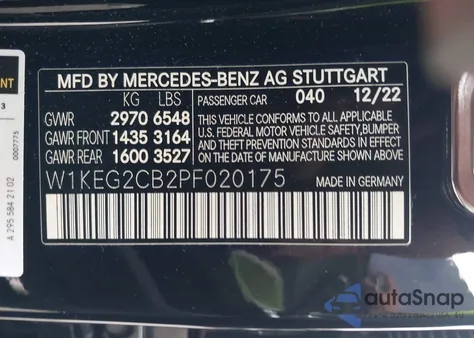 MFD BY MERCEDES-BENZ AG STUTTGART
KG LBS
GVWR 2970 6548
GAWR FRONT 1435 3164
GAWR REAR 1600 3527
PASSENGER CAR 040 12/22
THIS VEHICLE CONFORMS TO ALL APPLICABLE
U.S. FEDERAL MOTOR VEHICLE SAFETY, BUMPER
AND THEFT PREVENTION STANDARDS IN EFFECT
ON THE DATE OF MANUFACTURE SHOWN ABOVE.
W1KEG2CB2PF020175
MADE IN GERMANY
NT
3
0007775
A 295 584 21 02
autoSnap